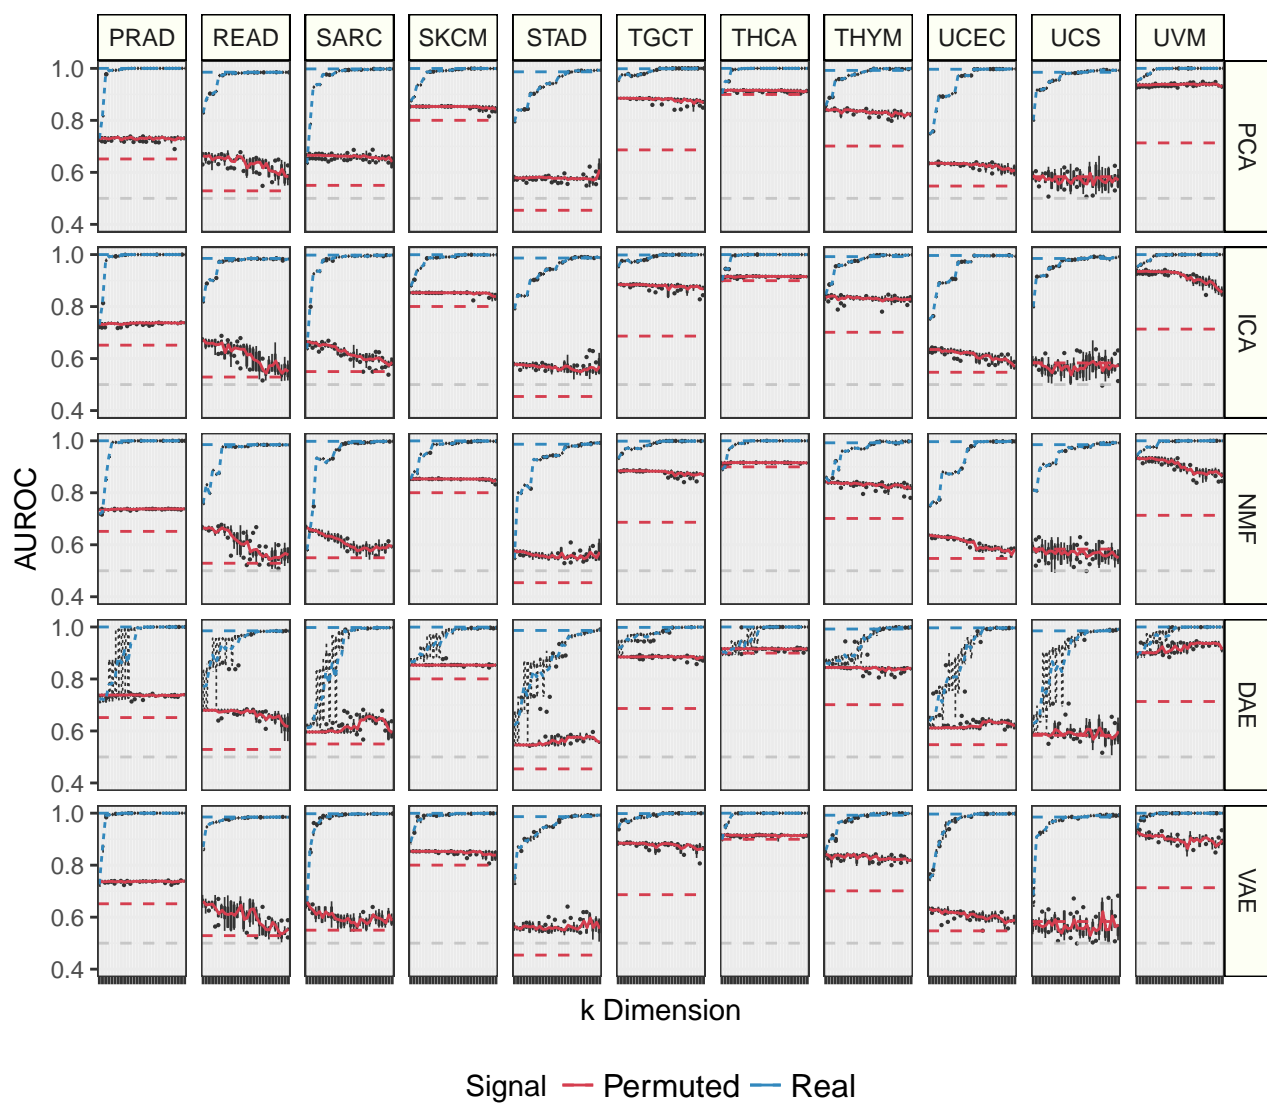 PRAD READ SARC SKCM STAD TGCT THCA THYM UCEC UCS UVM
1.0
0.8
0.6
0.4
PCA
1.0
0.8
0.6
0.4
ICA
1.0
0.8
0.6
0.4
NMF
1.0
0.8
0.6
0.4
DAE
1.0
0.8
0.6
0.4
VAE
AUROC
k Dimension
Signal Permuted Real